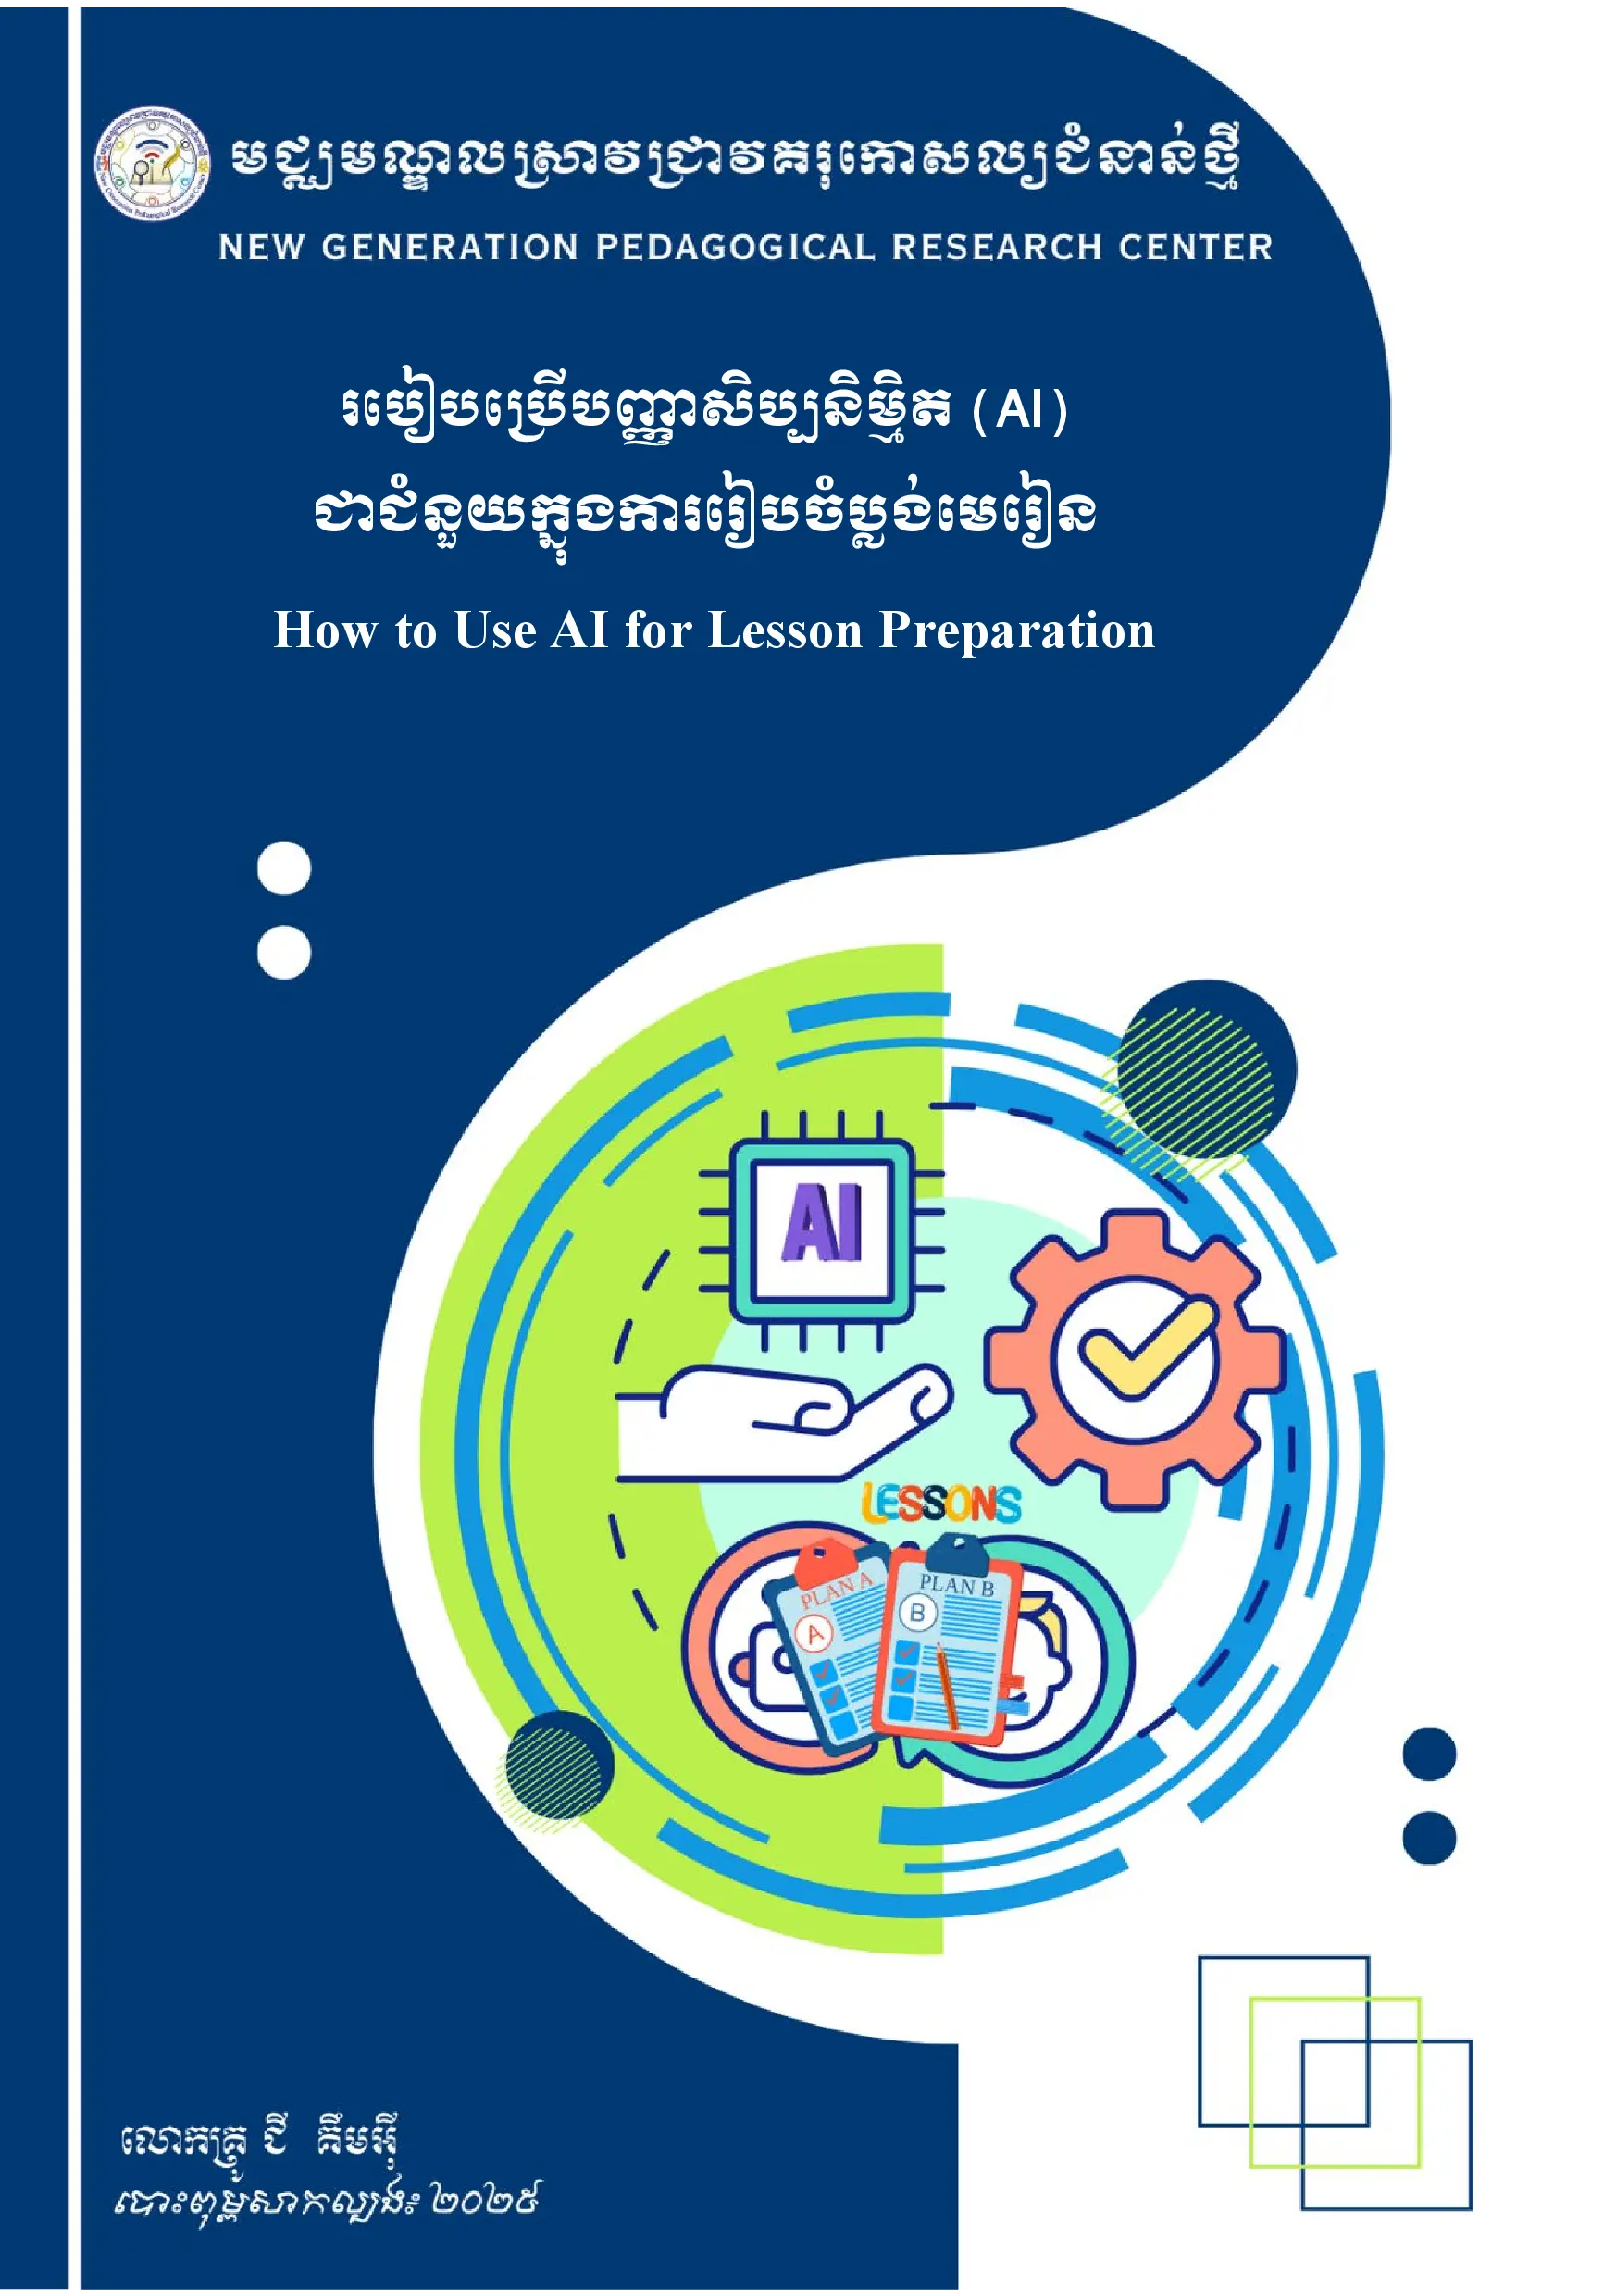 មជ្ឈមណ្ឌលស្រាវជ្រាវគរុកោសល្យជំនាន់ថ្មី
NEW GENERATION PEDAGOGICAL RESEARCH CENTER
របៀបប្រើបញ្ញាសិប្បនិម្មិត (AI)
ជាជំនួយក្នុងការរៀបចំប្លង់មេរៀន
How to Use AI for Lesson Preparation
AI
LESSONS
PLAN A
A
PLAN B
B
លោកគ្រូ ជី គឹមអ៊ី
បោះពុម្ពសាកល្បង៖ ២០២៥